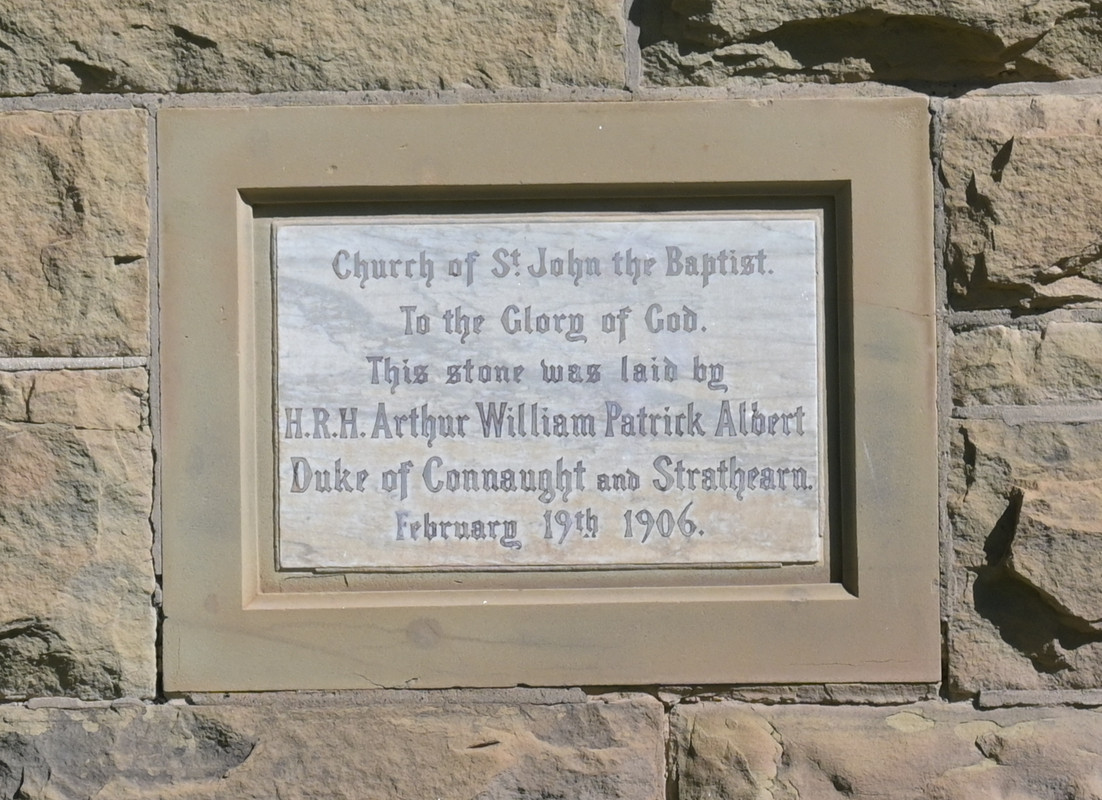 Church of St. John the Baptist.
To the Glory of God.
This stone was laid by
H.R.H. Arthur William Patrick Albert
Duke of Connaught and Strathearn.
February 19th 1906.